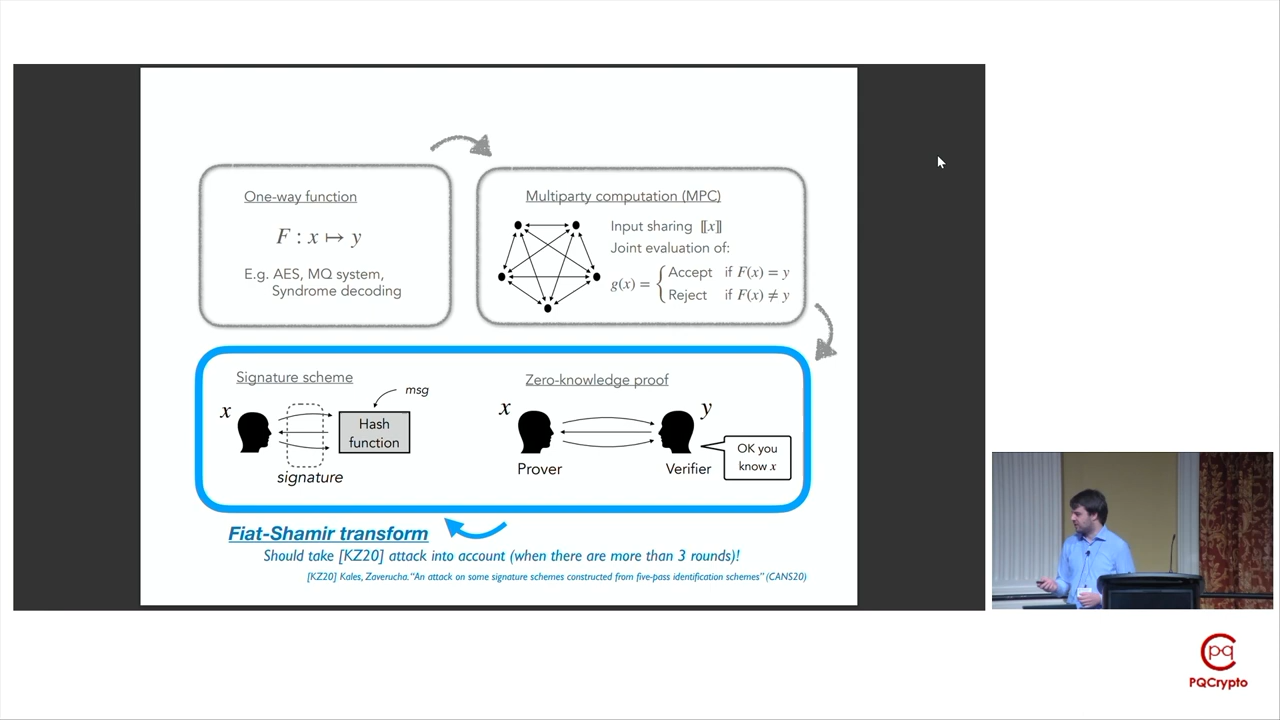 One-way function
F : x ↦ y
E.g. AES, MQ system,
Syndrome decoding
Multiparty computation (MPC)
Input sharing ⟦x⟧
Joint evaluation of:
g(x) = { Accept if F(x) = y
Reject if F(x) ≠ y
Signature scheme
msg
x
Hash
function
signature
Zero-knowledge proof
x
y
OK you
know x
Prover
Verifier
Fiat-Shamir transform
Should take [KZ20] attack into account (when there are more than 3 rounds)!
[KZ20] Kales, Zaverucha. “An attack on some signature schemes constructed from five-pass identification schemes” (CANS20)
pq
PQCrypto